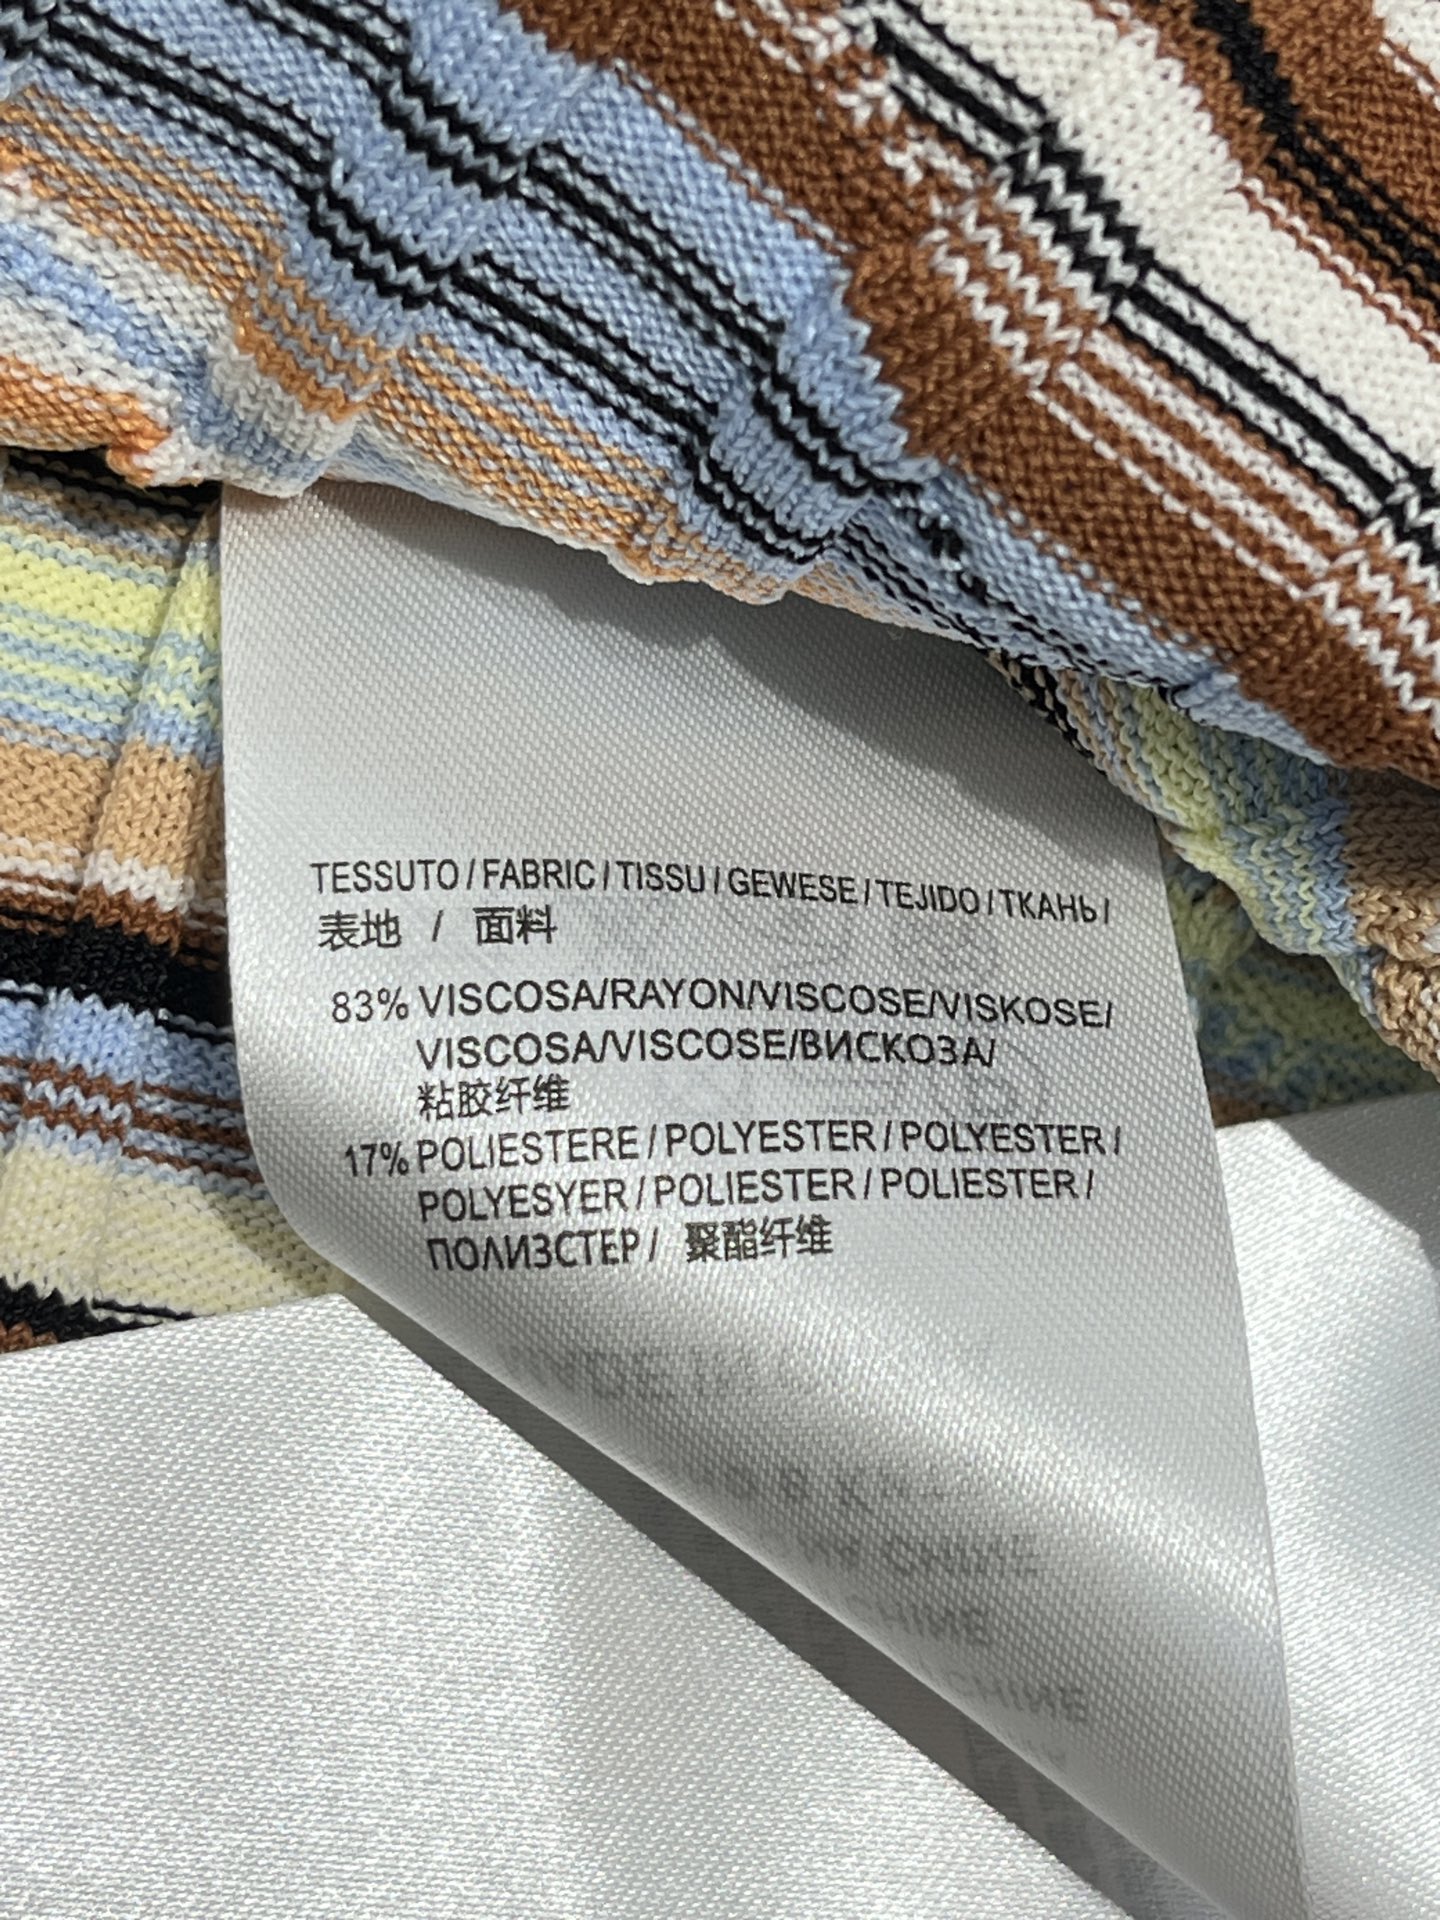 TESSUTO / FABRIC / TISSU / GEWESE / TEJIDO / ТКАНЬ /
表地 / 面料
83% VISCOSA/RAYON/VISCOSE/VISKOSE/
VISCOSA/VISCOSE/ВИСКОЗА/
粘胶纤维
17% POLIESTERE / POLYESTER / POLYESTER /
POLYESYER / POLIESTER / POLIESTER /
ПОЛИЗСТЕР / 聚酯纤维